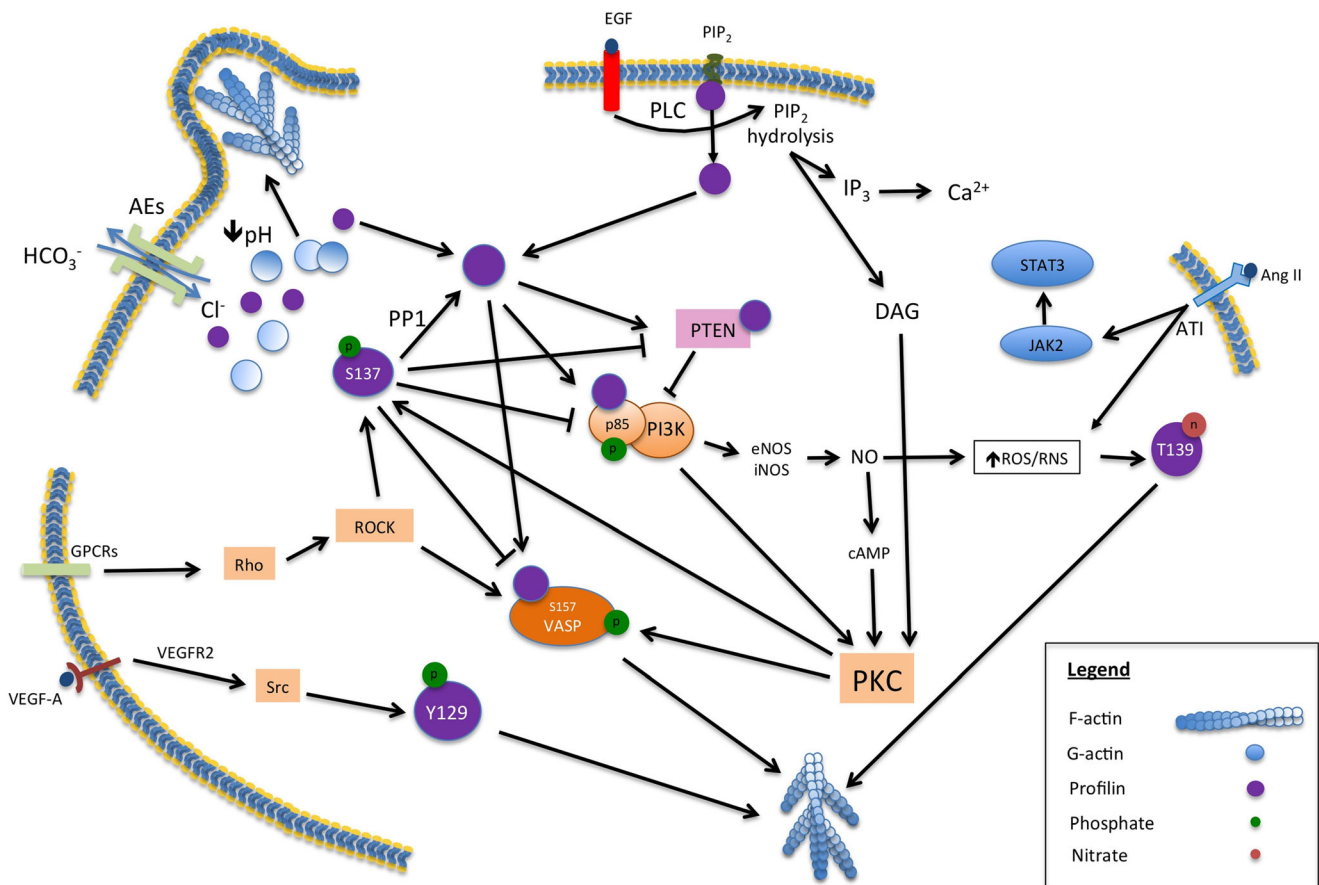 EGF
PIP2
PLC
PIP2
hydrolysis
IP3
Ca2+
AEs
HCO3-
pH
Cl-
STAT3
Ang II
JAK2
ATI
PP1
PTEN
DAG
p
S137
p85
PI3K
p
eNOS
iNOS
NO
ROS/RNS
n
T139
ROCK
GPCRs
Rho
cAMP
S157
VASP
p
VEGFR2
VEGF-A
Src
p
Y129
PKC
Legend
F-actin
G-actin
Profilin
Phosphate
Nitrate